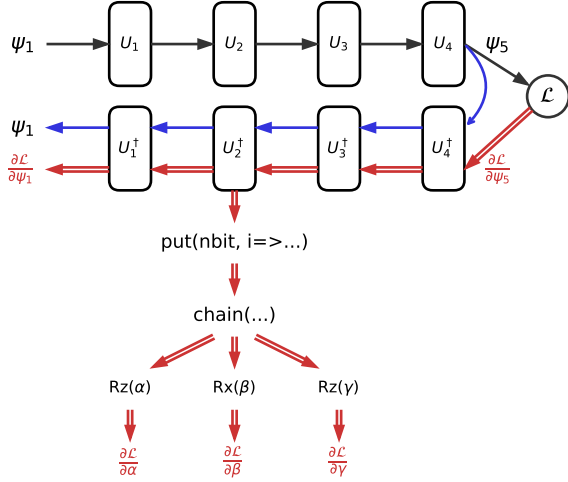 ψ₁ U₁ U₂ U₃ U₄ ψ₅
ℒ
ψ₁ U₁† U₂† U₃† U₄†
∂ℒ/∂ψ₁ ∂ℒ/∂ψ₅
put(nbit, i=>...)
chain(...)
Rz(α) Rx(β) Rz(γ)
∂ℒ/∂α ∂ℒ/∂β ∂ℒ/∂γ